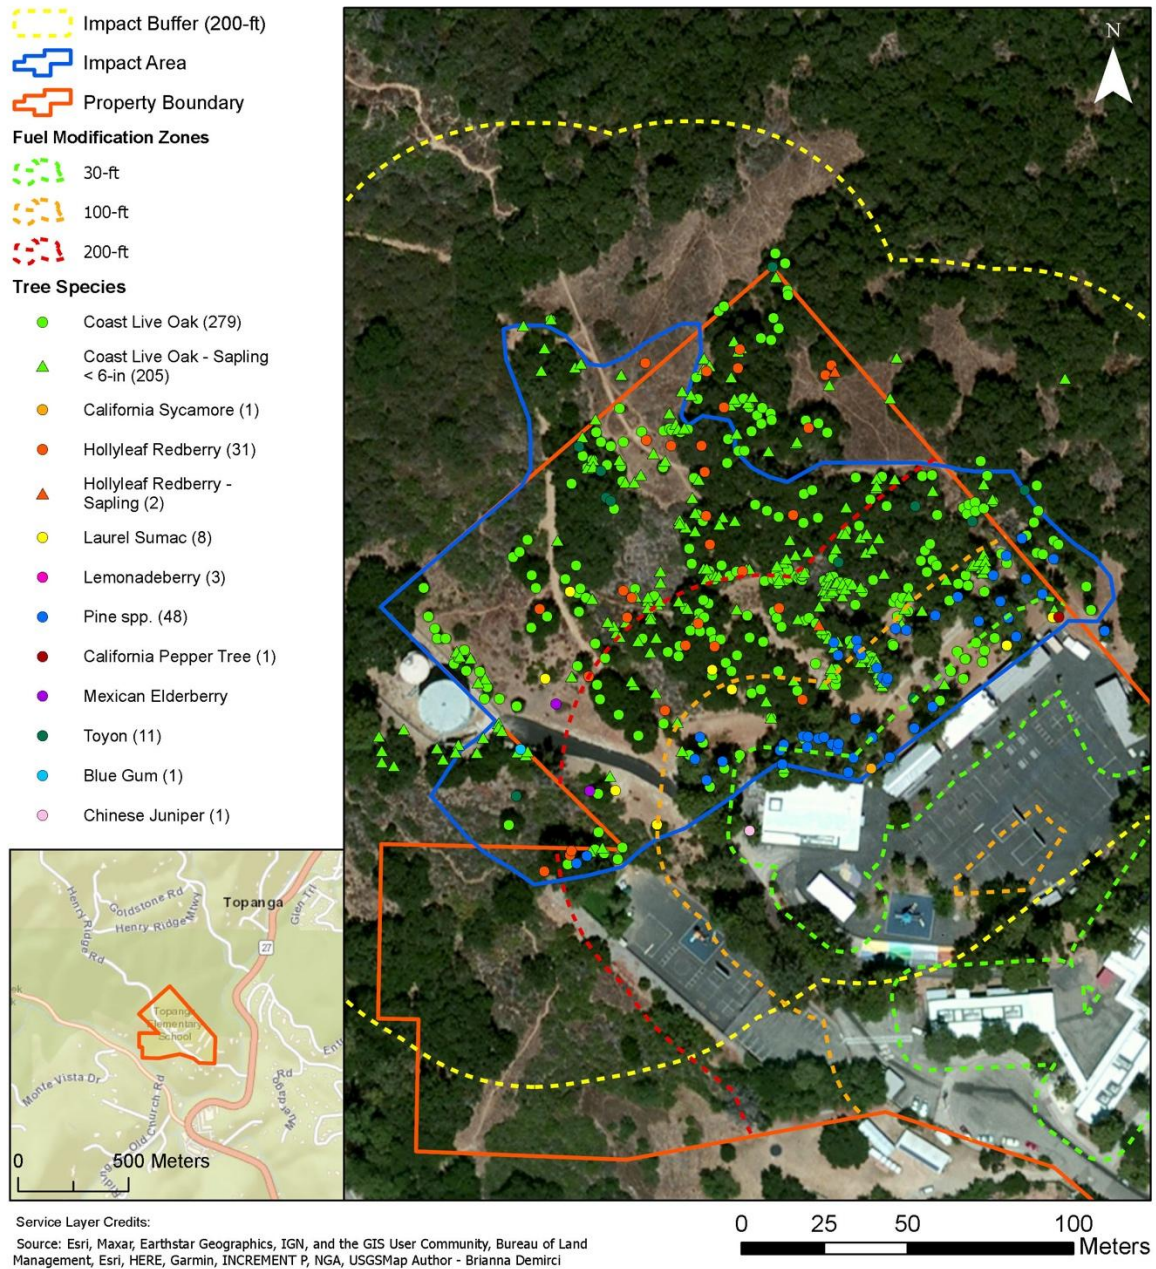 Impact Buffer (200-ft)
Impact Area
Property Boundary
Fuel Modification Zones
30-ft
100-ft
200-ft
Tree Species
Coast Live Oak (279)
Coast Live Oak - Sapling
< 6-in (205)
California Sycamore (1)
Hollyleaf Redberry (31)
Hollyleaf Redberry -
Sapling (2)
Laurel Sumac (8)
Lemonadeberry (3)
Pine spp. (48)
California Pepper Tree (1)
Mexican Elderberry
Toyon (11)
Blue Gum (1)
Chinese Juniper (1)
N
Goldstone Rd
Henry Ridge Mtwy
Henry Ridge
Rd
Topanga
Glen Trl
27
ek
Topanga
Elementary
School
Monte Vista Dr
Old Church Rd
Rd
Entr
0 500 Meters
Service Layer Credits:
Source: Esri, Maxar, Earthstar Geographics, IGN, and the GIS User Community, Bureau of Land
Management, Esri, HERE, Garmin, INCREMENT P, NGA, USGSMap Author - Brianna Demirci
0 25 50 100
Meters